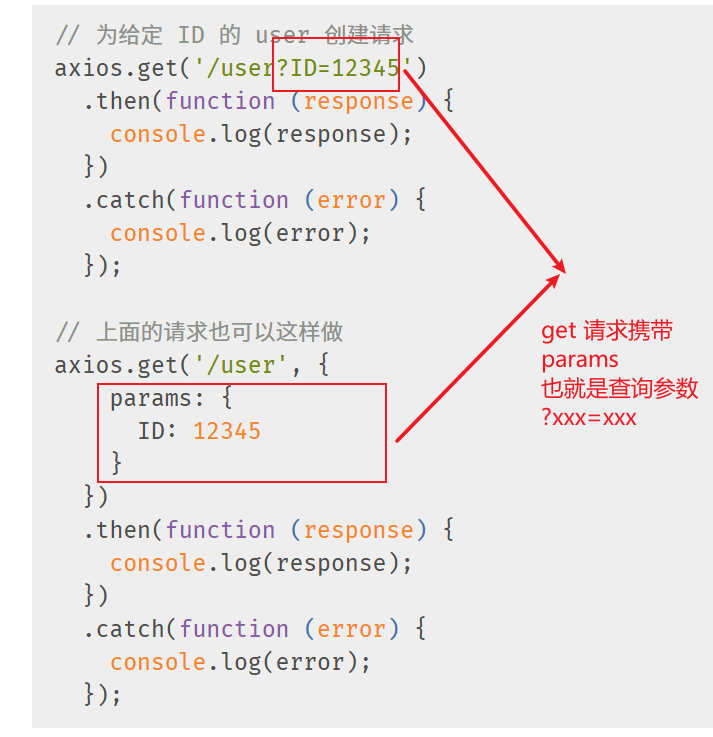 // 为给定 ID 的 user 创建请求
axios.get('/user?ID=12345')
  .then(function (response) {
    console.log(response);
  })
  .catch(function (error) {
    console.log(error);
  });

// 上面的请求也可以这样做
axios.get('/user', {
    params: {
      ID: 12345
    }
  })
  .then(function (response) {
    console.log(response);
  })
  .catch(function (error) {
    console.log(error);
  });

get 请求携带
params
也就是查询参数
?xxx=xxx